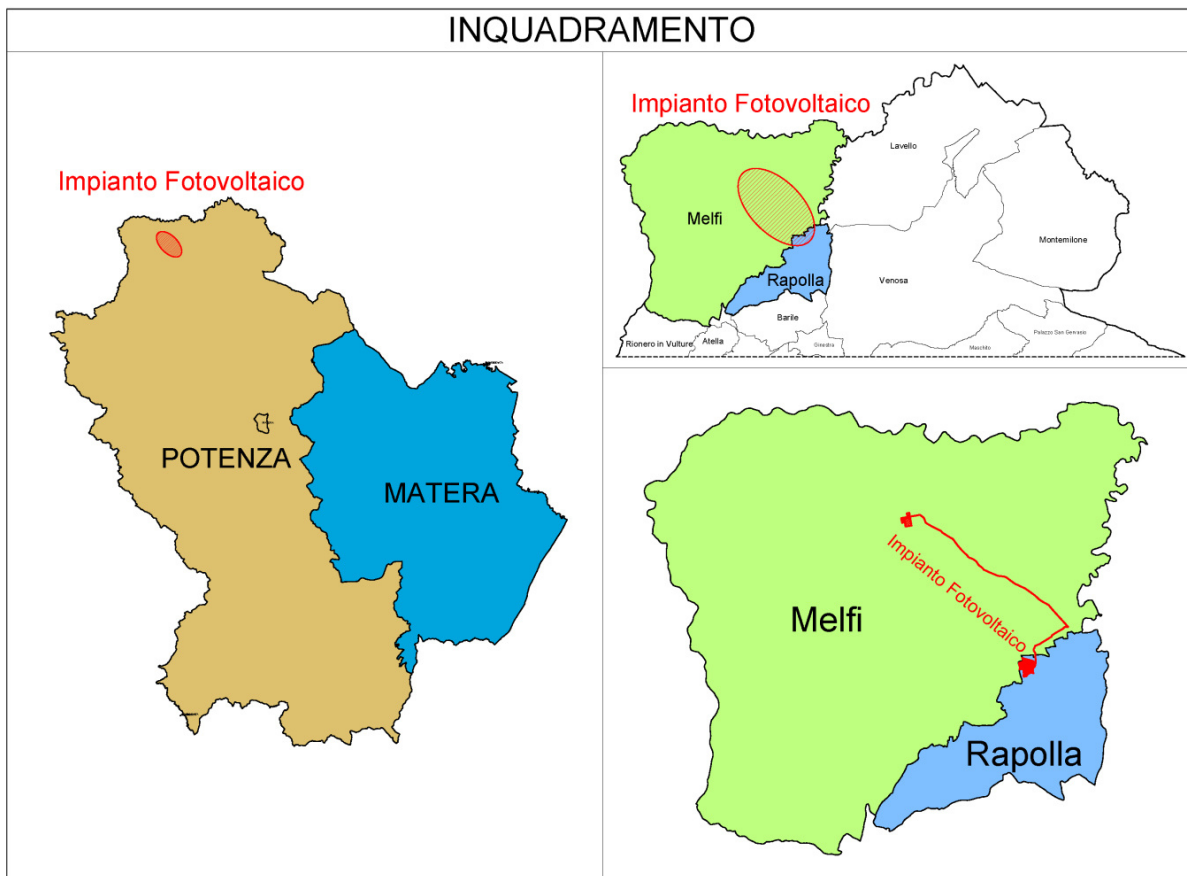 INQUADRAMENTO
Impianto Fotovoltaico
POTENZA
MATERA
Impianto Fotovoltaico
Lavello
Melfi
Montemilone
Rapolla
Venosa
Barile
Rionero in Vulture
Atella
Ginestra
Maschito
Palazzo San Gervasio
Impianto Fotovoltaico
Melfi
Rapolla